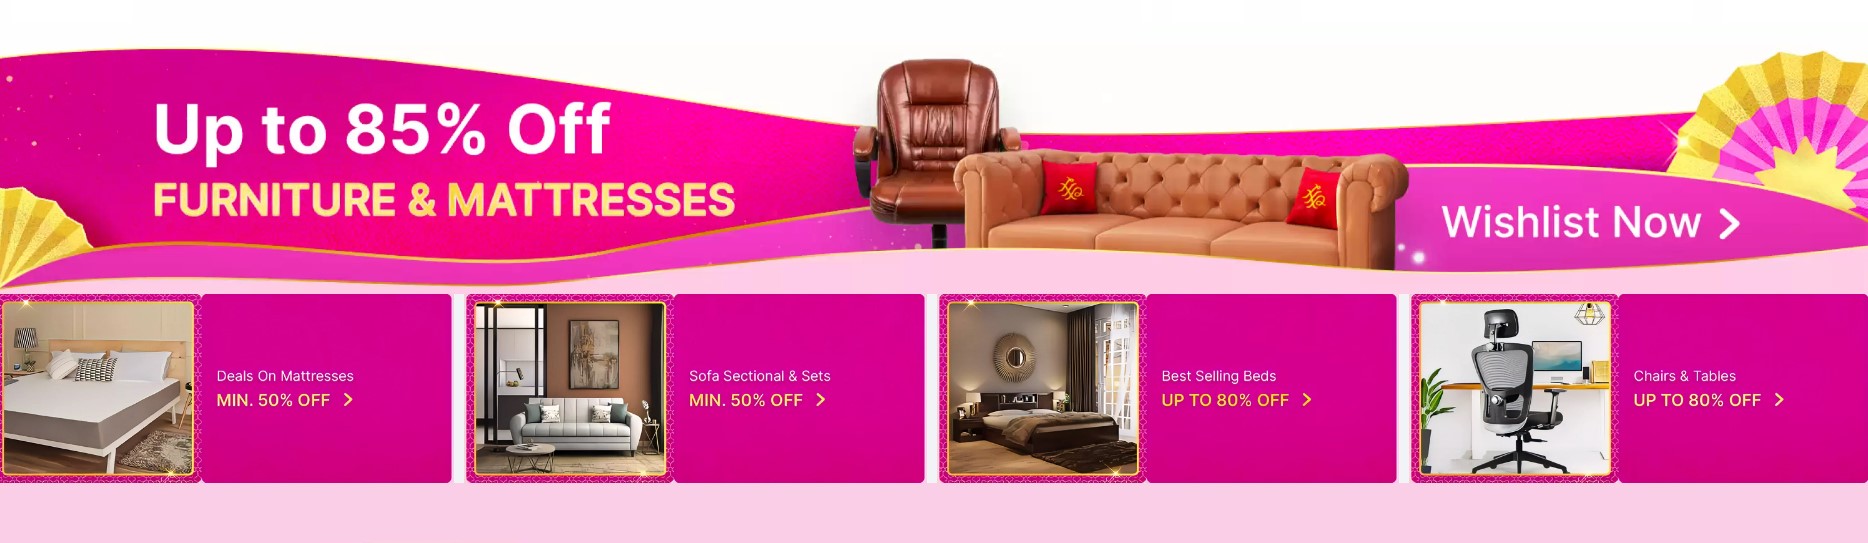 Up to 85% Off
FURNITURE & MATTRESSES
Wishlist Now
Deals On Mattresses
MIN. 50% OFF
Sofa Sectional & Sets
MIN. 50% OFF
Best Selling Beds
UP TO 80% OFF
Chairs & Tables
UP TO 80% OFF